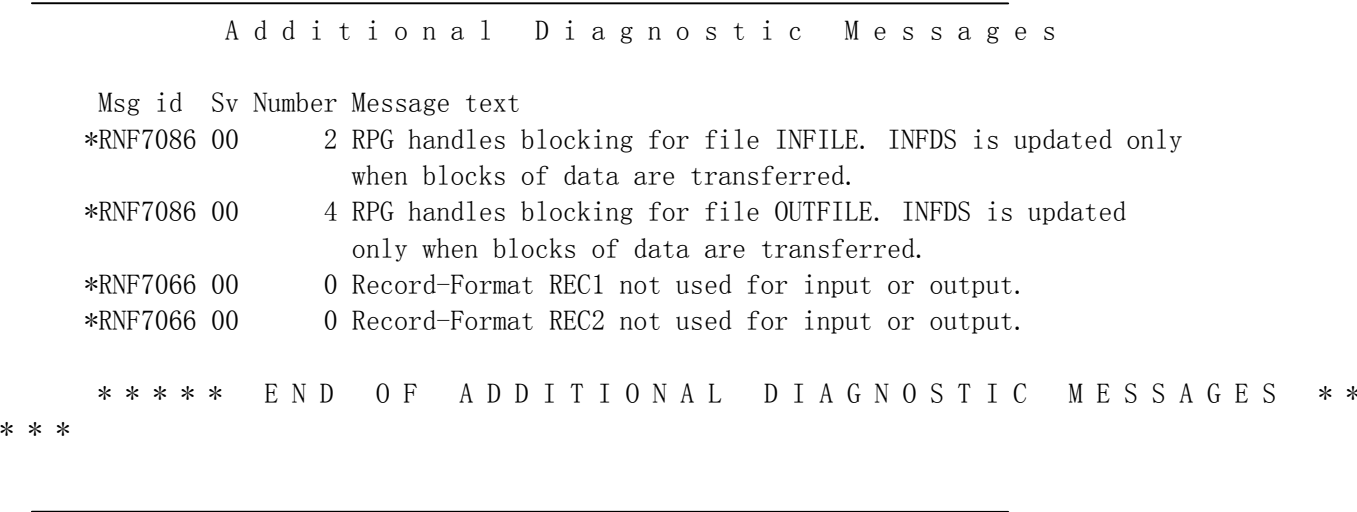 A d d i t i o n a l   D i a g n o s t i c   M e s s a g e s
Msg id  Sv Number Message text
*RNF7086 00      2 RPG handles blocking for file INFILE. INFDS is updated only
when blocks of data are transferred.
*RNF7086 00      4 RPG handles blocking for file OUTFILE. INFDS is updated
only when blocks of data are transferred.
*RNF7066 00      0 Record-Format REC1 not used for input or output.
*RNF7066 00      0 Record-Format REC2 not used for input or output.
* * * * *   E N D   O F   A D D I T I O N A L   D I A G N O S T I C   M E S S A G E S   * *
* * *